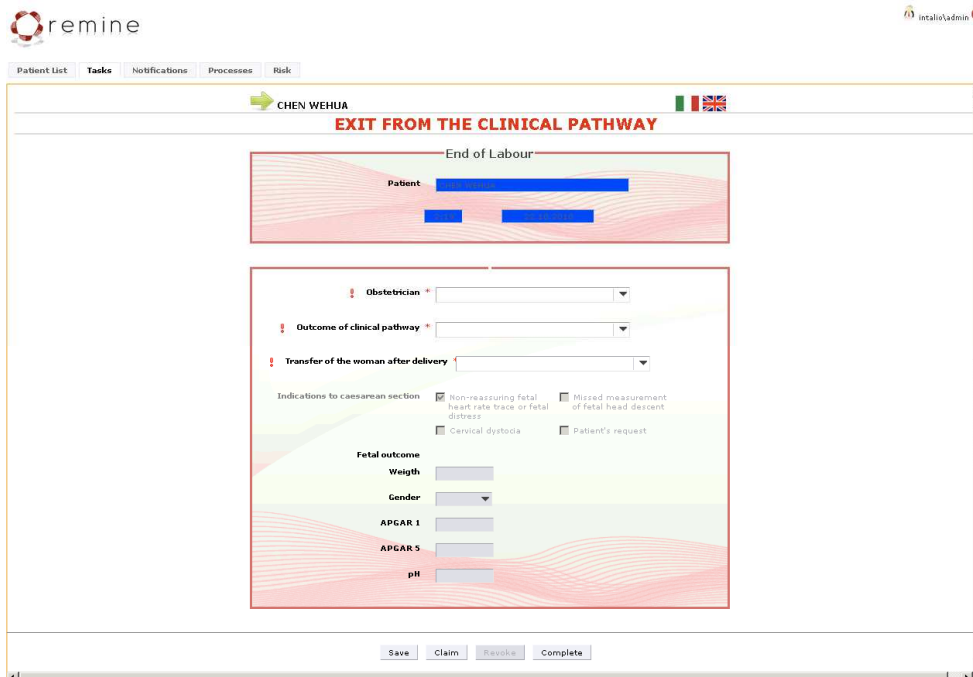 remine
intalio\admin
Patient List Tasks Notifications Processes Risk
CHEN WEHUA
EXIT FROM THE CLINICAL PATHWAY
End of Labour
Patient CHEN WEHUA
! Obstetrician *
! Outcome of clinical pathway *
! Transfer of the woman after delivery *
Indications to caesarean section
Non-reassuring fetal heart rate trace or fetal distress
Missed measurement of fetal head descent
Cervical dystocia
Patient's request
Fetal outcome
Weigth
Gender
APGAR 1
APGAR 5
pH
Save Claim Revoke Complete